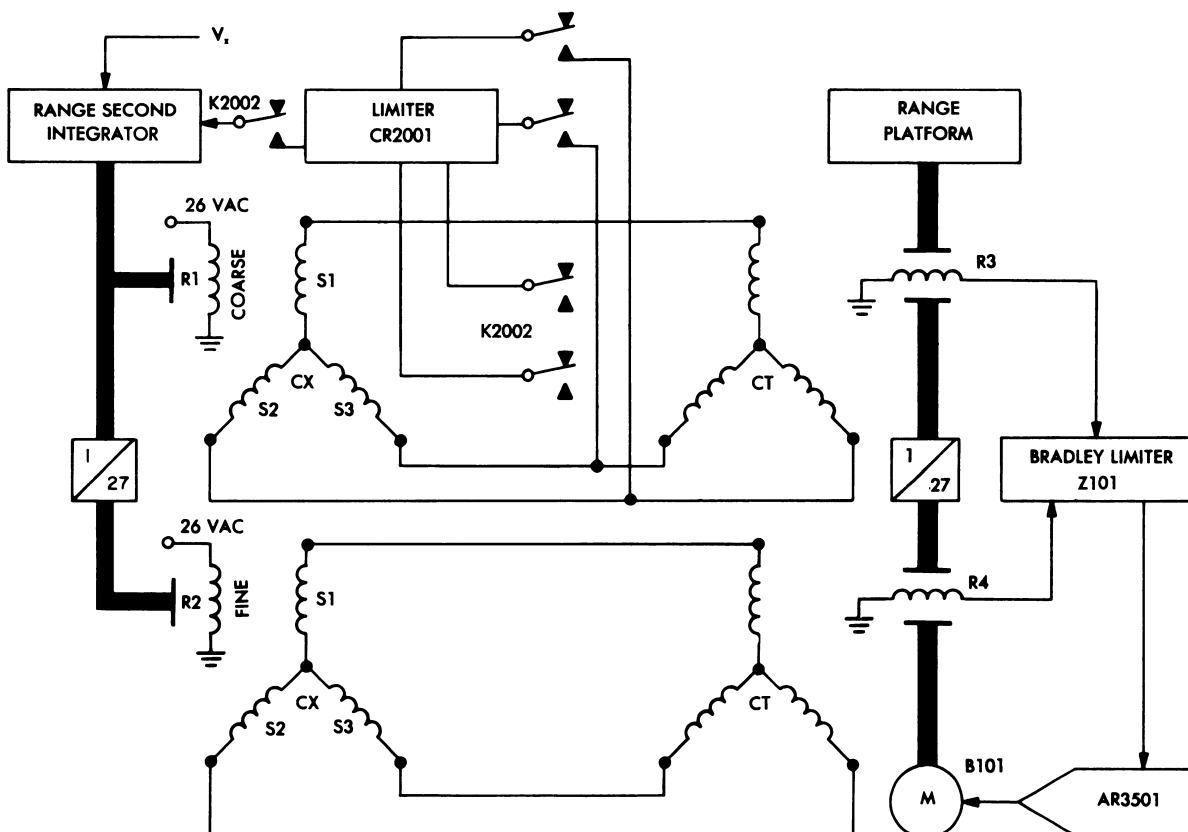 Vx
RANGE SECOND
INTEGRATOR
K2002
LIMITER
CR2001
RANGE
PLATFORM
26 VAC
R1
COARSE
S1
CX
S2
S3
K2002
CT
R3
1
27
1
27
BRADLEY LIMITER
Z101
26 VAC
R2
FINE
S1
CX
S2
S3
CT
R4
B101
M
AR3501